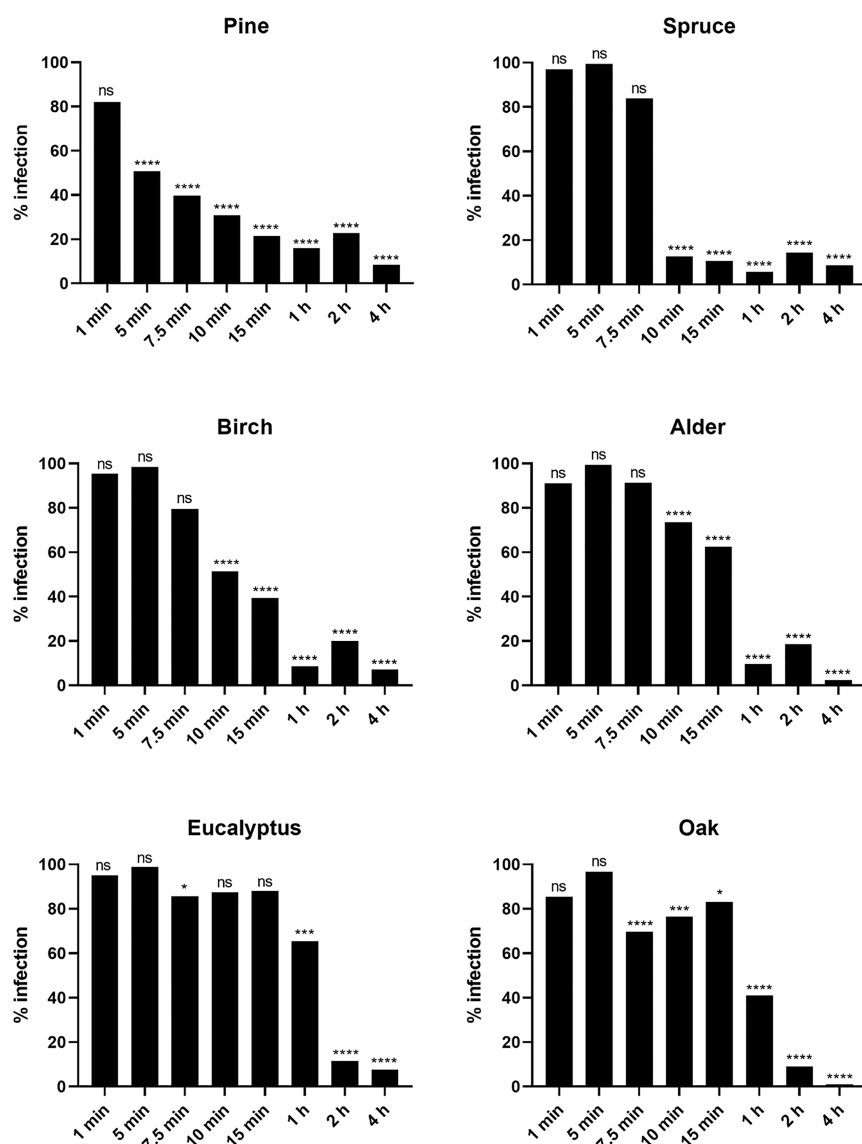 Pine
% infection
100
80
60
40
20
0
ns
****
****
****
****
****
****
****
1 min
5 min
7.5 min
10 min
15 min
1 h
2 h
4 h
Spruce
% infection
100
80
60
40
20
0
ns
ns
ns
****
****
****
****
****
1 min
5 min
7.5 min
10 min
15 min
1 h
2 h
4 h
Birch
% infection
100
80
60
40
20
0
ns
ns
ns
****
****
****
****
****
1 min
5 min
7.5 min
10 min
15 min
1 h
2 h
4 h
Alder
% infection
100
80
60
40
20
0
ns
ns
ns
****
****
****
****
****
1 min
5 min
7.5 min
10 min
15 min
1 h
2 h
4 h
Eucalyptus
% infection
100
80
60
40
20
0
ns
ns
*
ns
ns
***
****
****
1 min
5 min
7.5 min
10 min
15 min
1 h
2 h
4 h
Oak
% infection
100
80
60
40
20
0
ns
ns
****
***
*
****
****
****
1 min
5 min
7.5 min
10 min
15 min
1 h
2 h
4 h